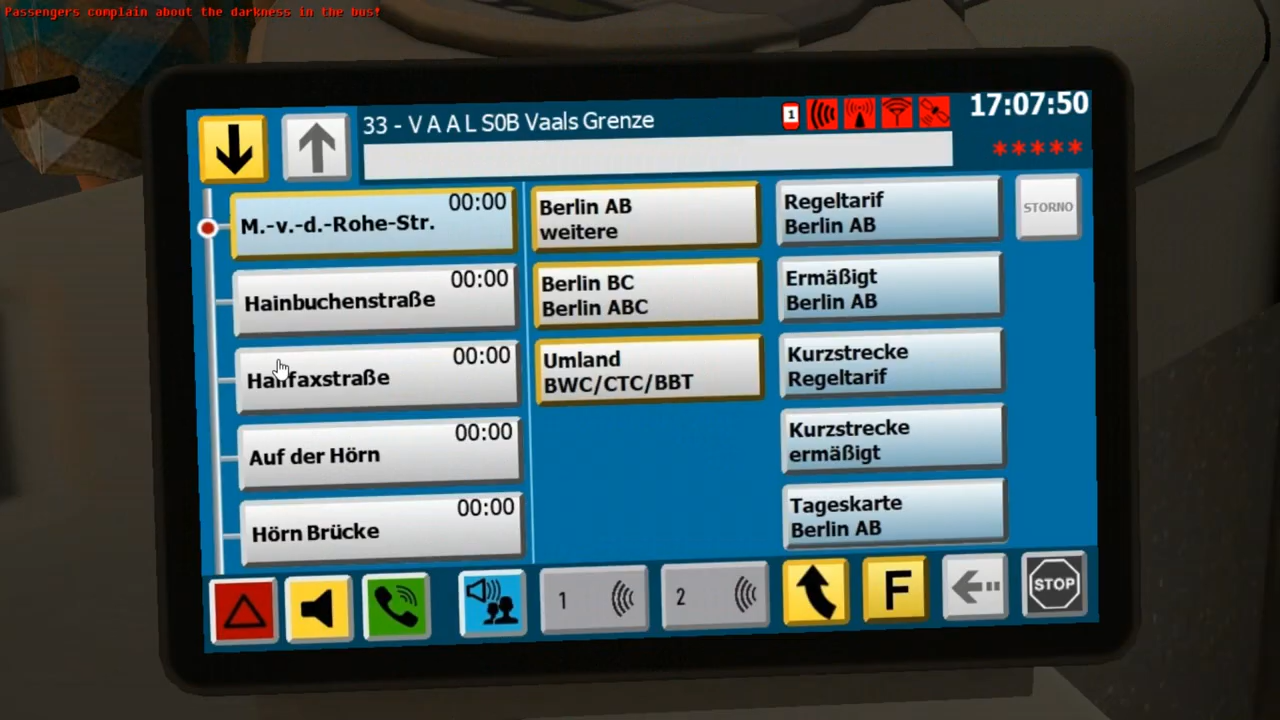 Passengers complain about the darkness in the bus!
33 - V A A L S0B Vaals Grenze
1
17:07:50
*****
00:00
M.-v.-d.-Rohe-Str.
00:00
Hainbuchenstraße
00:00
Halifaxstraße
00:00
Auf der Hörn
00:00
Hörn Brücke
Berlin AB
weitere
Berlin BC
Berlin ABC
Umland
BWC/CTC/BBT
Regeltarif
Berlin AB
Ermäßigt
Berlin AB
Kurzstrecke
Regeltarif
Kurzstrecke
ermäßigt
Tageskarte
Berlin AB
STORNO
1
2
F
STOP